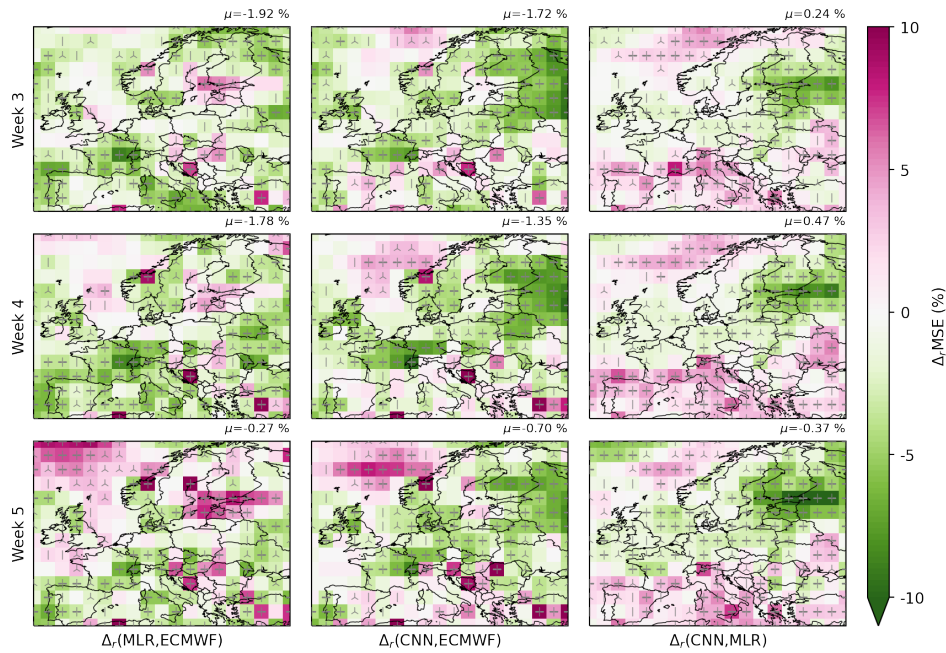 μ=-1.92 %
μ=-1.72 %
μ=0.24 %
10
Week 3
5
μ=-1.78 %
μ=-1.35 %
μ=0.47 %
Week 4
0
ΔrMSE (%)
μ=-0.27 %
μ=-0.70 %
μ=-0.37 %
-5
Week 5
-10
Δr(MLR,ECMWF)
Δr(CNN,ECMWF)
Δr(CNN,MLR)